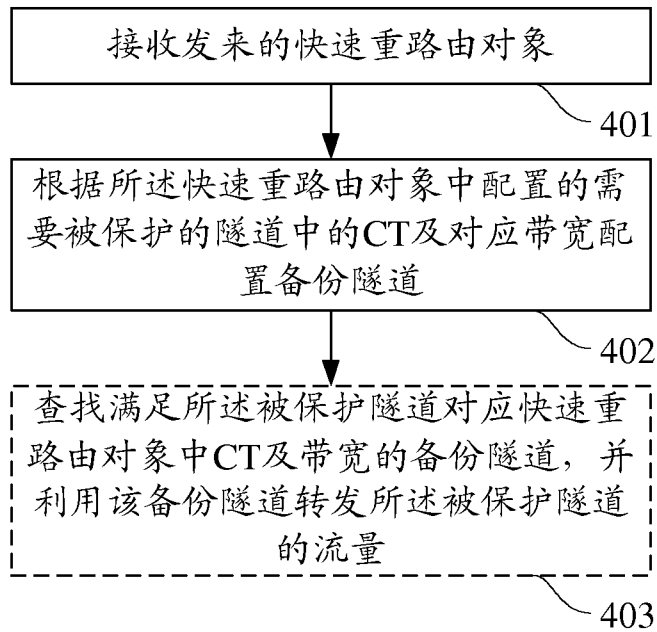 接收发来的快速重路由对象
401
根据所述快速重路由对象中配置的需
要被保护的隧道中的CT及对应带宽配
置备份隧道
402
查找满足所述被保护隧道对应快速重
路由对象中CT及带宽的备份隧道，并
利用该备份隧道转发所述被保护隧道
的流量
403